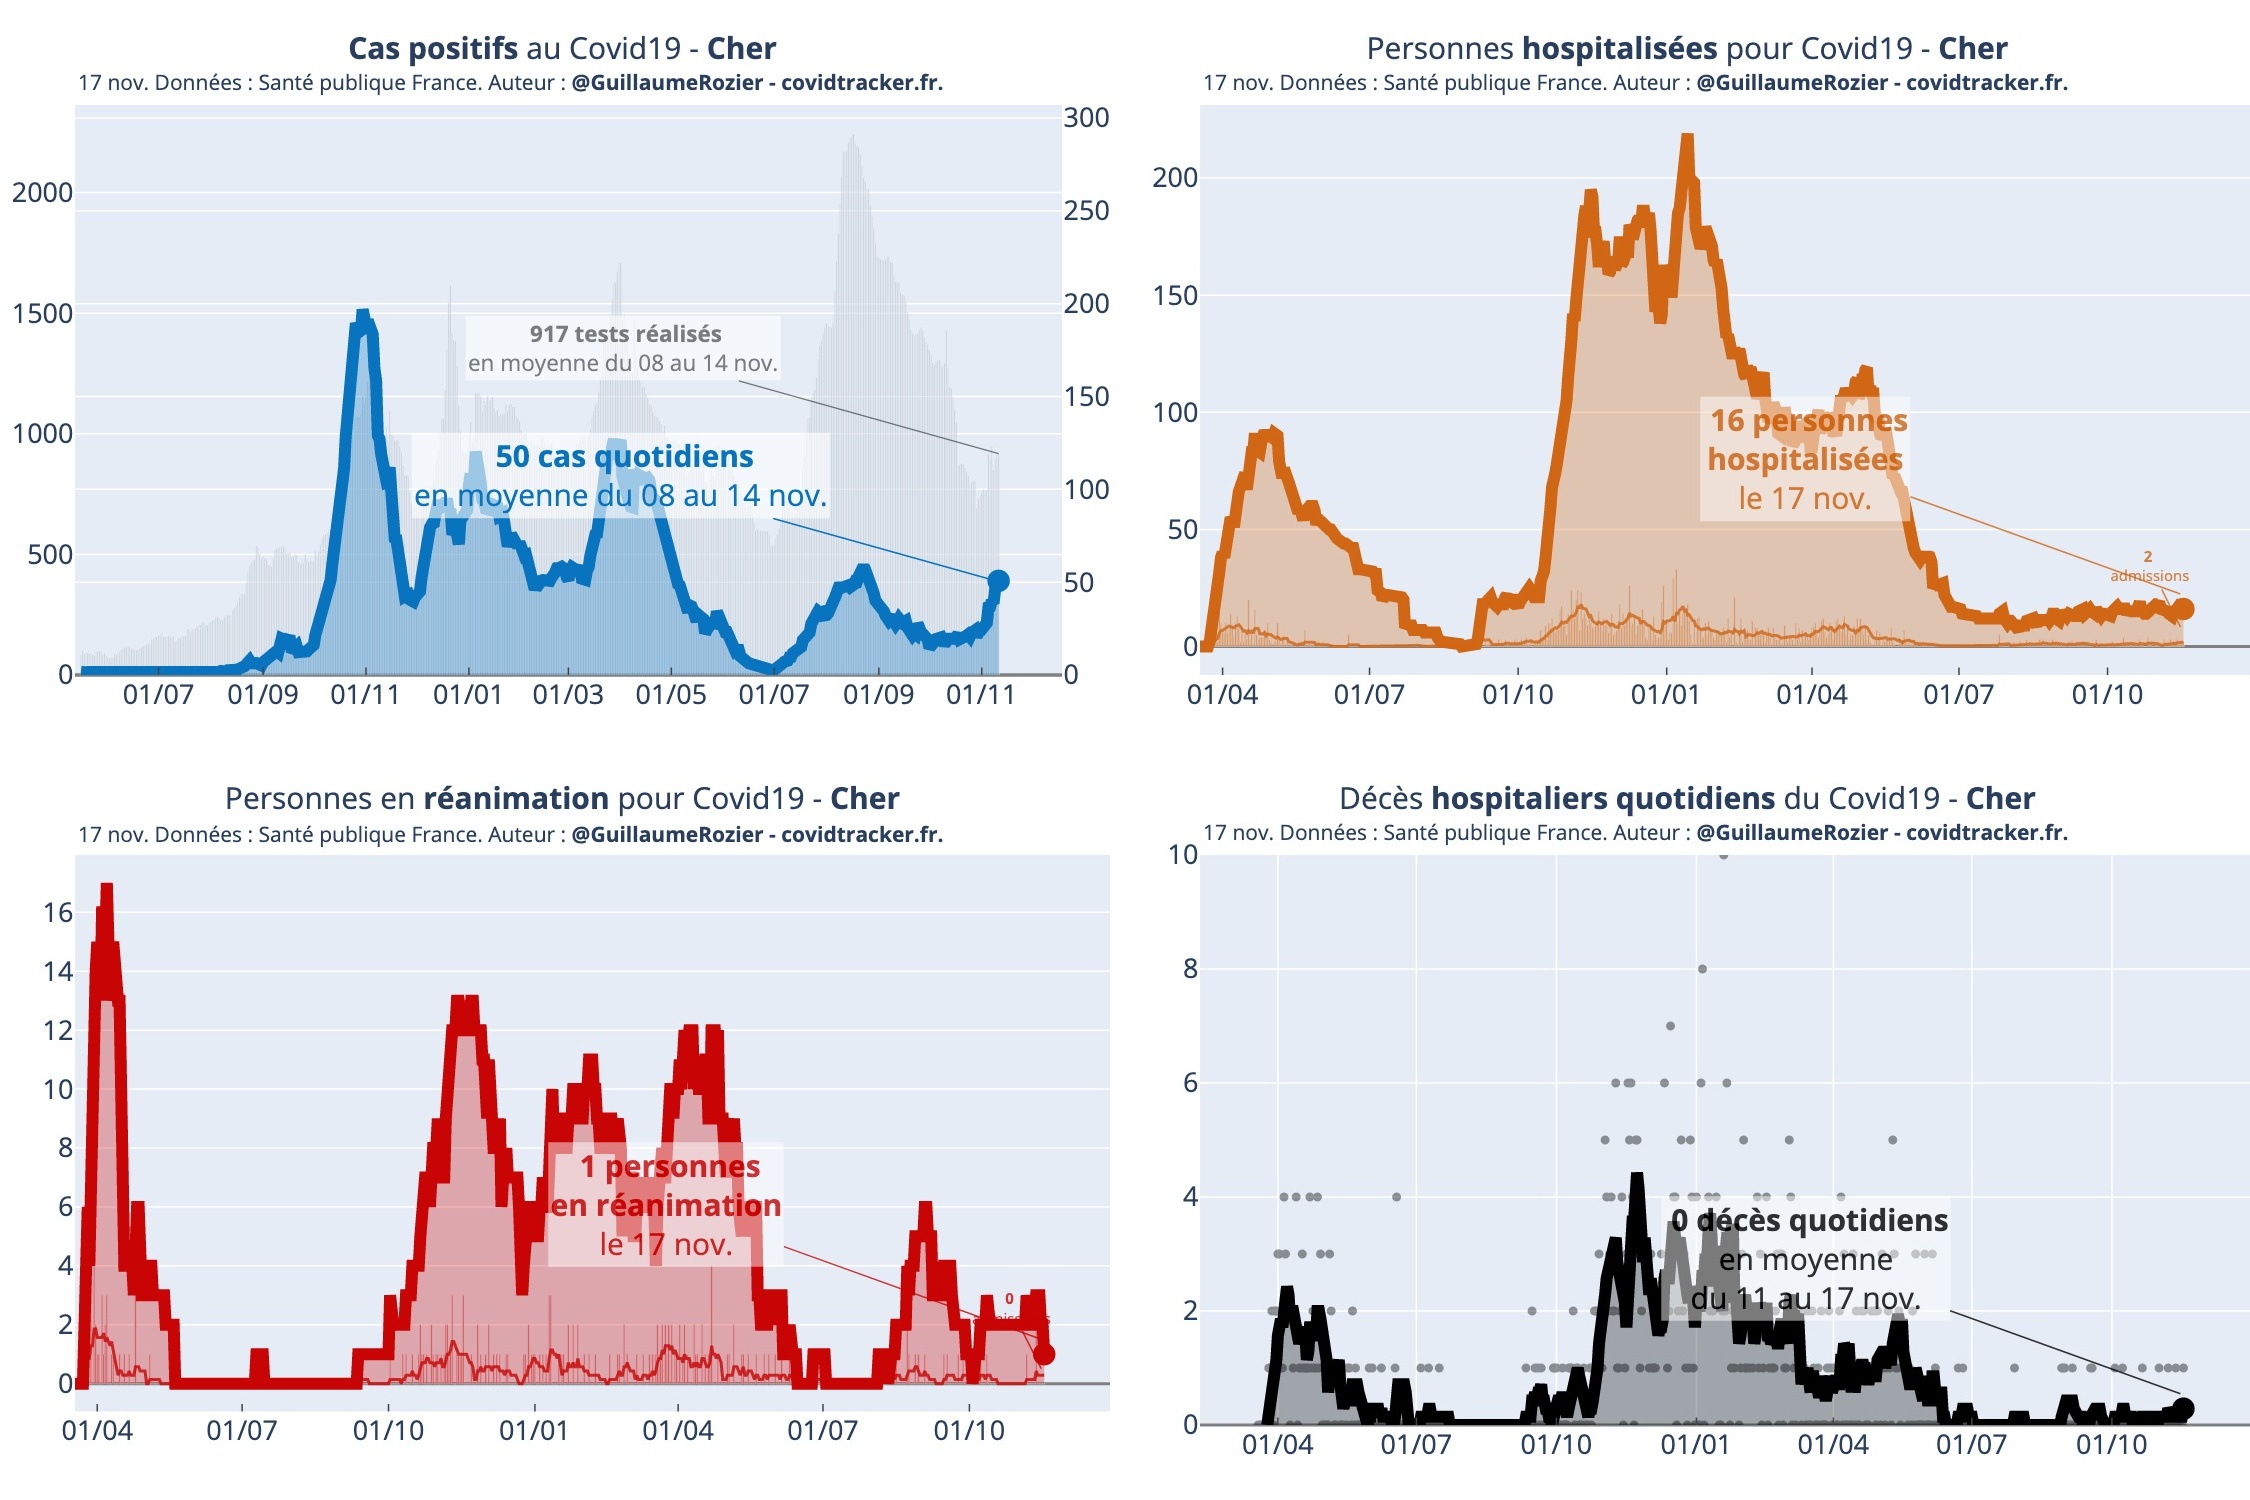 Cas positifs au Covid19 - Cher
17 nov. Données : Santé publique France. Auteur : @GuillaumeRozier - covidtracker.fr.
300
2000
250
1500
200
917 tests réalisés
en moyenne du 08 au 14 nov.
150
1000
50 cas quotidiens
en moyenne du 08 au 14 nov.
100
500
50
0
0
01/07 01/09 01/11 01/01 01/03 01/05 01/07 01/09 01/11
Personnes hospitalisées pour Covid19 - Cher
17 nov. Données : Santé publique France. Auteur : @GuillaumeRozier - covidtracker.fr.
200
150
100
16 personnes
hospitalisées
le 17 nov.
50
2
admissions
0
01/04 01/07 01/10 01/01 01/04 01/07 01/10
Personnes en réanimation pour Covid19 - Cher
17 nov. Données : Santé publique France. Auteur : @GuillaumeRozier - covidtracker.fr.
16
14
12
10
8
1 personnes
en réanimation
le 17 nov.
6
4
0
2
0
01/04 01/07 01/10 01/01 01/04 01/07 01/10
Décès hospitaliers quotidiens du Covid19 - Cher
17 nov. Données : Santé publique France. Auteur : @GuillaumeRozier - covidtracker.fr.
10
8
6
4
0 décès quotidiens
en moyenne
du 11 au 17 nov.
2
0
01/04 01/07 01/10 01/01 01/04 01/07 01/10